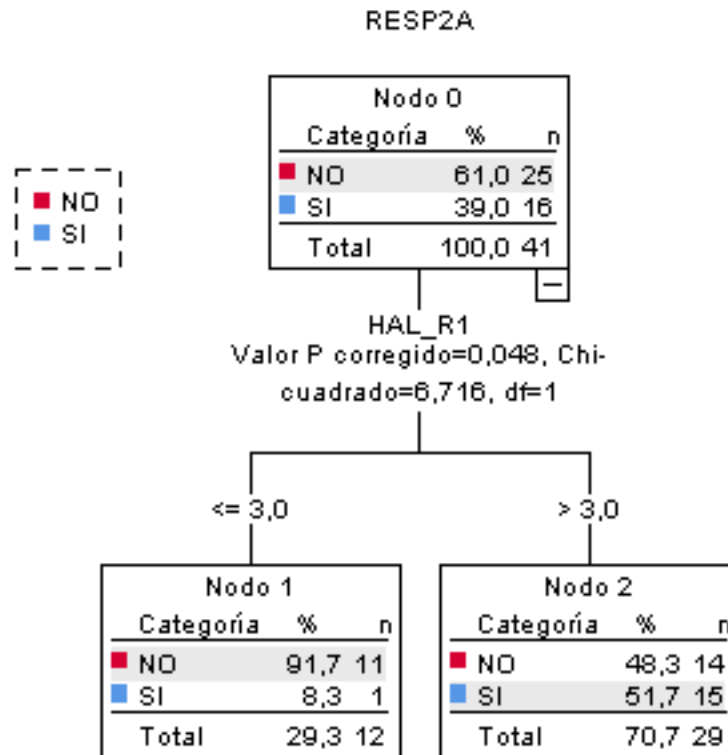 RESP2A
Nodo 0
Categoría % n
NO 61,0 25
SI 39,0 16
Total 100,0 41
NO
SI
HAL_R1
Valor P corregido=0,048, Chi-
cuadrado=6,716, df=1
<= 3,0
> 3,0
Nodo 1
Categoría % n
NO 91,7 11
SI 8,3 1
Total 29,3 12
Nodo 2
Categoría % n
NO 48,3 14
SI 51,7 15
Total 70,7 29